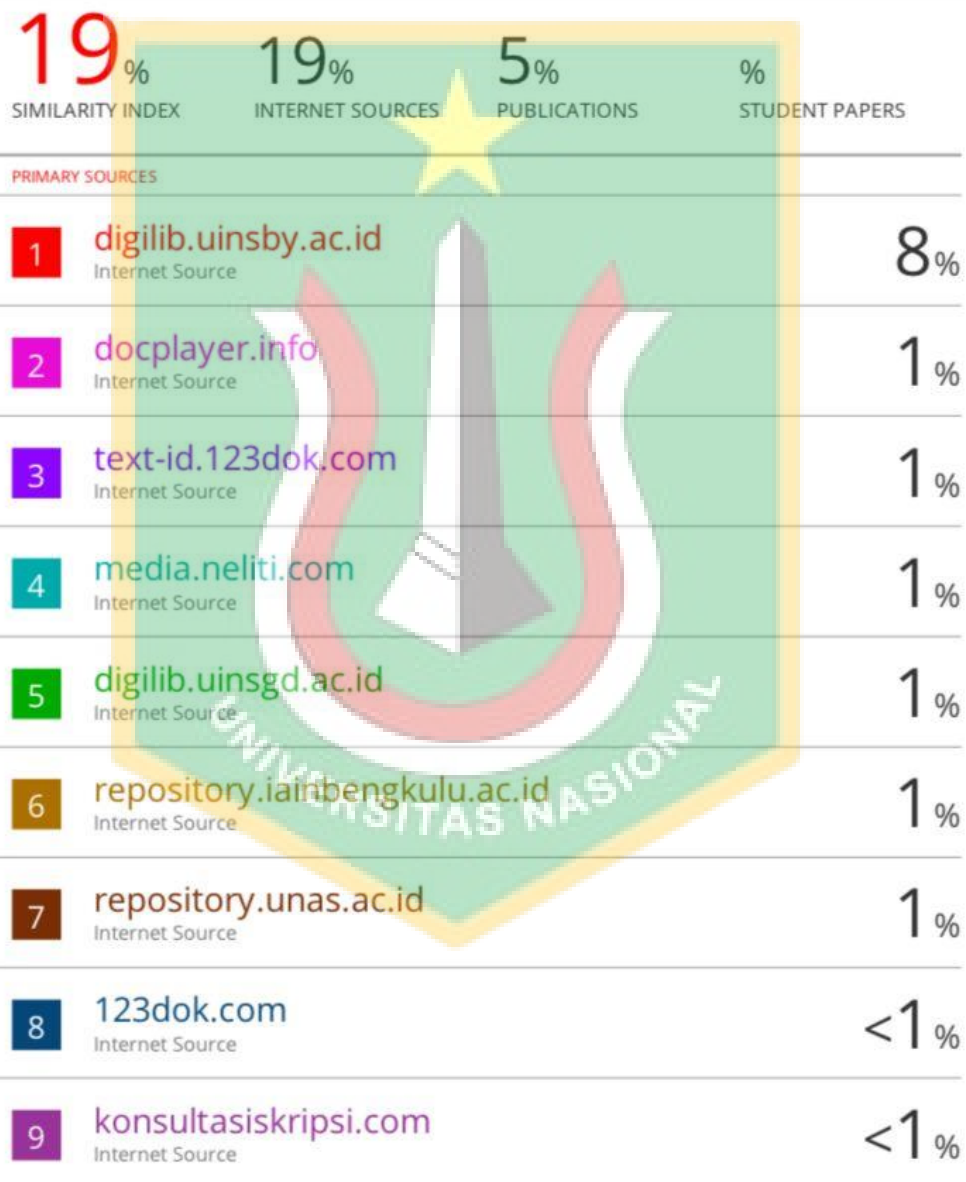 19% 19% 5% %
SIMILARITY INDEX INTERNET SOURCES PUBLICATIONS STUDENT PAPERS
PRIMARY SOURCES
1 digilib.uinsby.ac.id 8%
Internet Source
2 docplayer.info 1%
Internet Source
3 text-id.123dok.com 1%
Internet Source
4 media.neliti.com 1%
Internet Source
5 digilib.uinsgd.ac.id 1%
Internet Source
6 repository.iainbengkulu.ac.id 1%
Internet Source
7 repository.unas.ac.id 1%
Internet Source
8 123dok.com <1%
Internet Source
9 konsultasiskripsi.com <1%
Internet Source
UNIVERSITAS NASIONAL